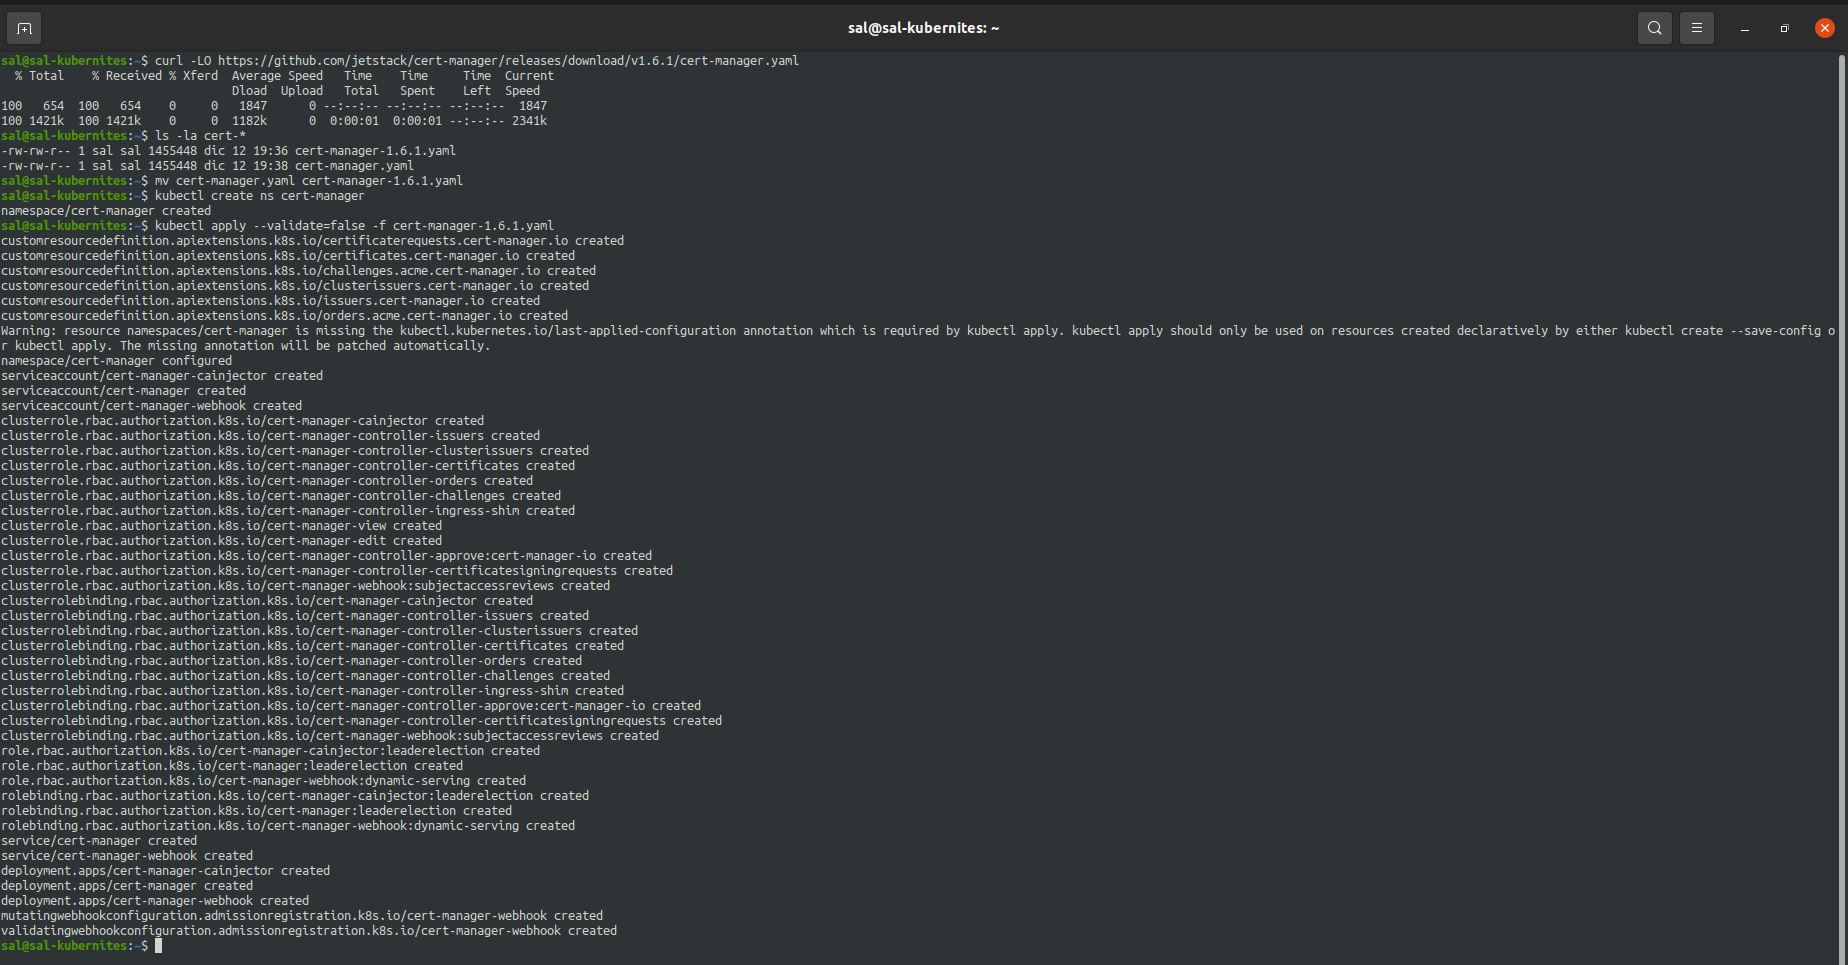 sal@sal-kubernites: ~
sal@sal-kubernites:~$ curl -LO https://github.com/jetstack/cert-manager/releases/download/v1.6.1/cert-manager.yaml
  % Total    % Received % Xferd  Average Speed   Time    Time     Time  Current
                                 Dload  Upload   Total   Spent    Left  Speed
100   654  100   654    0     0   1847      0 --:--:-- --:--:-- --:--:--  1847
100 1421k  100 1421k    0     0  1182k      0  0:00:01  0:00:01 --:--:-- 2341k
sal@sal-kubernites:~$ ls -la cert-*
-rw-rw-r-- 1 sal sal 1455448 dic 12 19:36 cert-manager-1.6.1.yaml
-rw-rw-r-- 1 sal sal 1455448 dic 12 19:38 cert-manager.yaml
sal@sal-kubernites:~$ mv cert-manager.yaml cert-manager-1.6.1.yaml
sal@sal-kubernites:~$ kubectl create ns cert-manager
namespace/cert-manager created
sal@sal-kubernites:~$ kubectl apply --validate=false -f cert-manager-1.6.1.yaml
customresourcedefinition.apiextensions.k8s.io/certificaterequests.cert-manager.io created
customresourcedefinition.apiextensions.k8s.io/certificates.cert-manager.io created
customresourcedefinition.apiextensions.k8s.io/challenges.acme.cert-manager.io created
customresourcedefinition.apiextensions.k8s.io/clusterissuers.cert-manager.io created
customresourcedefinition.apiextensions.k8s.io/issuers.cert-manager.io created
customresourcedefinition.apiextensions.k8s.io/orders.acme.cert-manager.io created
Warning: resource namespaces/cert-manager is missing the kubectl.kubernetes.io/last-applied-configuration annotation which is required by kubectl apply. kubectl apply should only be used on resources created declaratively by either kubectl create --save-config o
r kubectl apply. The missing annotation will be patched automatically.
namespace/cert-manager configured
serviceaccount/cert-manager-cainjector created
serviceaccount/cert-manager created
serviceaccount/cert-manager-webhook created
clusterrole.rbac.authorization.k8s.io/cert-manager-cainjector created
clusterrole.rbac.authorization.k8s.io/cert-manager-controller-issuers created
clusterrole.rbac.authorization.k8s.io/cert-manager-controller-clusterissuers created
clusterrole.rbac.authorization.k8s.io/cert-manager-controller-certificates created
clusterrole.rbac.authorization.k8s.io/cert-manager-controller-orders created
clusterrole.rbac.authorization.k8s.io/cert-manager-controller-challenges created
clusterrole.rbac.authorization.k8s.io/cert-manager-controller-ingress-shim created
clusterrole.rbac.authorization.k8s.io/cert-manager-view created
clusterrole.rbac.authorization.k8s.io/cert-manager-edit created
clusterrole.rbac.authorization.k8s.io/cert-manager-controller-approve:cert-manager-io created
clusterrole.rbac.authorization.k8s.io/cert-manager-controller-certificatesigningrequests created
clusterrole.rbac.authorization.k8s.io/cert-manager-webhook:subjectaccessreviews created
clusterrolebinding.rbac.authorization.k8s.io/cert-manager-cainjector created
clusterrolebinding.rbac.authorization.k8s.io/cert-manager-controller-issuers created
clusterrolebinding.rbac.authorization.k8s.io/cert-manager-controller-clusterissuers created
clusterrolebinding.rbac.authorization.k8s.io/cert-manager-controller-certificates created
clusterrolebinding.rbac.authorization.k8s.io/cert-manager-controller-orders created
clusterrolebinding.rbac.authorization.k8s.io/cert-manager-controller-challenges created
clusterrolebinding.rbac.authorization.k8s.io/cert-manager-controller-ingress-shim created
clusterrolebinding.rbac.authorization.k8s.io/cert-manager-controller-approve:cert-manager-io created
clusterrolebinding.rbac.authorization.k8s.io/cert-manager-controller-certificatesigningrequests created
clusterrolebinding.rbac.authorization.k8s.io/cert-manager-webhook:subjectaccessreviews created
role.rbac.authorization.k8s.io/cert-manager-cainjector:leaderelection created
role.rbac.authorization.k8s.io/cert-manager:leaderelection created
role.rbac.authorization.k8s.io/cert-manager-webhook:dynamic-serving created
rolebinding.rbac.authorization.k8s.io/cert-manager-cainjector:leaderelection created
rolebinding.rbac.authorization.k8s.io/cert-manager:leaderelection created
rolebinding.rbac.authorization.k8s.io/cert-manager-webhook:dynamic-serving created
service/cert-manager created
service/cert-manager-webhook created
deployment.apps/cert-manager-cainjector created
deployment.apps/cert-manager created
deployment.apps/cert-manager-webhook created
mutatingwebhookconfiguration.admissionregistration.k8s.io/cert-manager-webhook created
validatingwebhookconfiguration.admissionregistration.k8s.io/cert-manager-webhook created
sal@sal-kubernites:~$